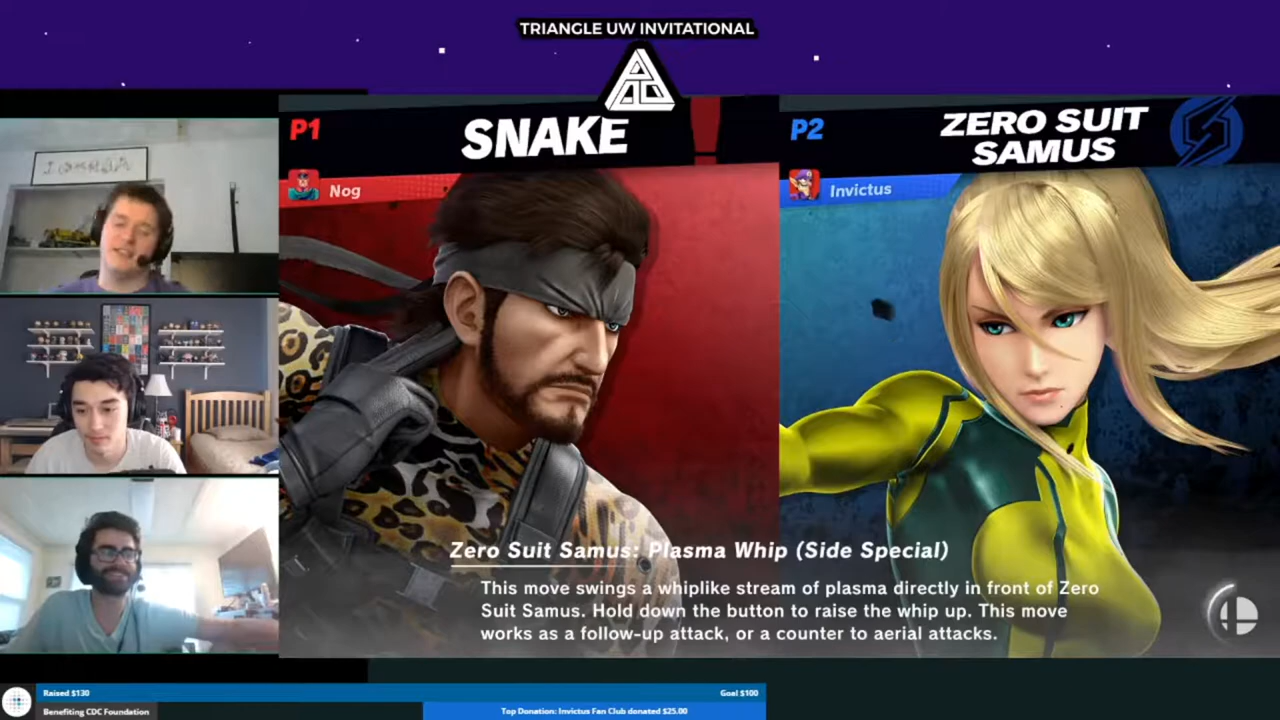 TRIANGLE UW INVITATIONAL
P1
SNAKE
Nog
P2
ZERO SUIT
SAMUS
Invictus
Zero Suit Samus: Plasma Whip (Side Special)
This move swings a whiplike stream of plasma directly in front of Zero
Suit Samus. Hold down the button to raise the whip up. This move
works as a follow-up attack, or a counter to aerial attacks.
Raised $130
Goal $100
Benefiting CDC Foundation
Top Donation: Invictus Fan Club donated $25.00